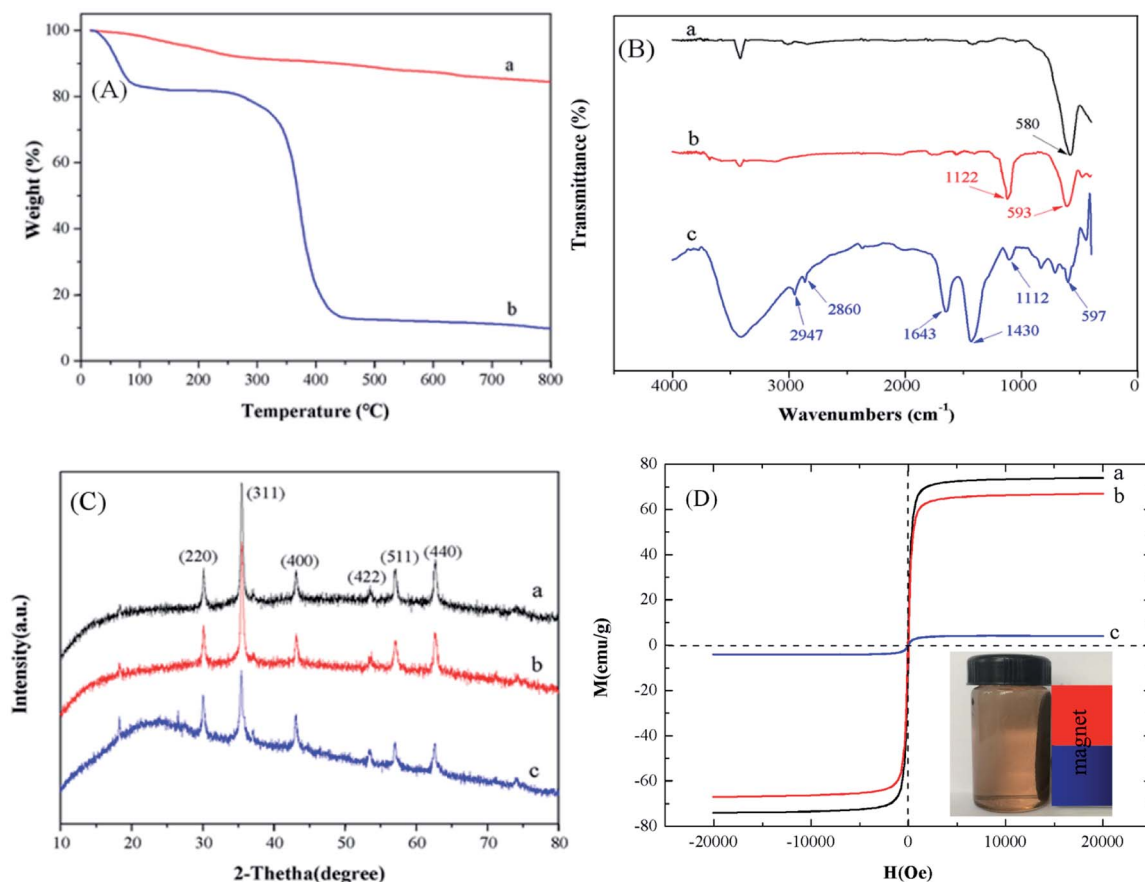 (A)
a
b
Weight (%)
100
80
60
40
20
0
0
100
200
300
400
500
600
700
800
Temperature (℃)
(B)
a
b
c
580
1122
593
2947
2860
1643
1430
1112
597
Transmittance (%)
4000
3000
2000
1000
0
Wavenumbers (cm⁻¹)
(C)
(220)
(311)
(400)
(422)
(511)
(440)
a
b
c
Intensity(a.u.)
10
20
30
40
50
60
70
80
2-Thetha(degree)
(D)
a
b
c
M(emu/g)
80
60
40
20
0
-20
-40
-60
-80
magnet
-20000
-10000
0
10000
20000
H(Oe)